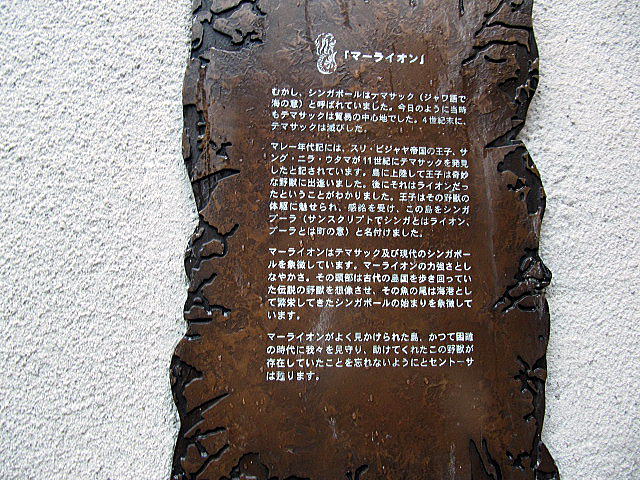 「マーライオン」
むかし、シンガポールはテマサック（ジャワ語で
海の意）と呼ばれていました。今日のように当時
もテマサックは貿易の中心地でした。4世紀末に、
テマサックは滅びした。
マレー年代記には、スリ・ビジャヤ帝国の王子、サ
ング・ニラ・ウタマが11世紀にテマサックを発見
したと記されています。島に上陸して王子は奇妙
な野獣に出逢いました。後にそれはライオンだっ
たということがわかりました。王子はその野獣の
体躯に魅せられ、感銘を受け、この島をシンガ
プーラ（サンスクリプトでシンガとはライオン、
プーラとは町の意）と名付けました。
マーライオンはテマサック及び現代のシンガポー
ルを象徴しています。マーライオンの力強さとし
なやかさ。その頭部は古代の島国を歩き回ってい
た伝説の野獣を想像させ、その魚の尾は海港とし
て繁栄してきたシンガポールの始まりを象徴して
います。
マーライオンがよく見かけられた島、かつて困難
の時代に我々を見守り、助けてくれたこの野獣が
存在していたことを忘れないようにとセントーサ
は甦ります。